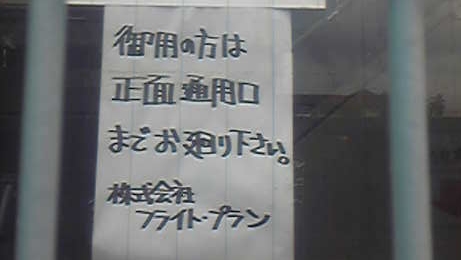 御用の方は
正面通用口
までお廻り下さい。
株式会社
フライト・プラン